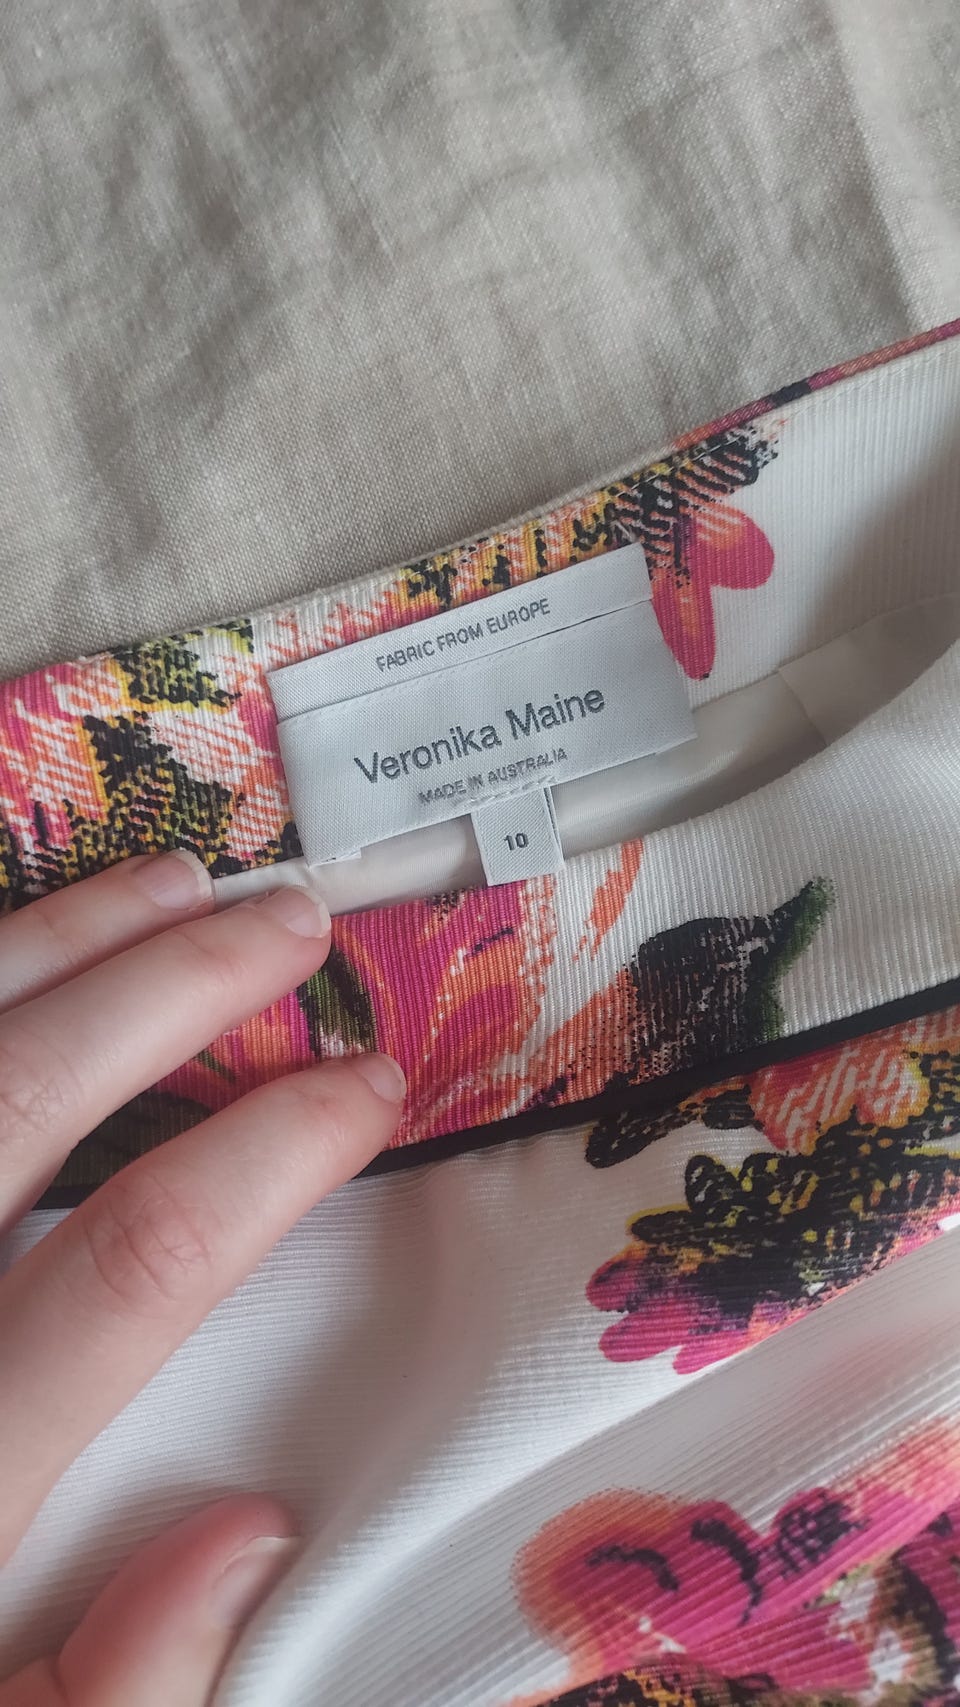 FABRIC FROM EUROPE
Veronika Maine
MADE IN AUSTRALIA
10